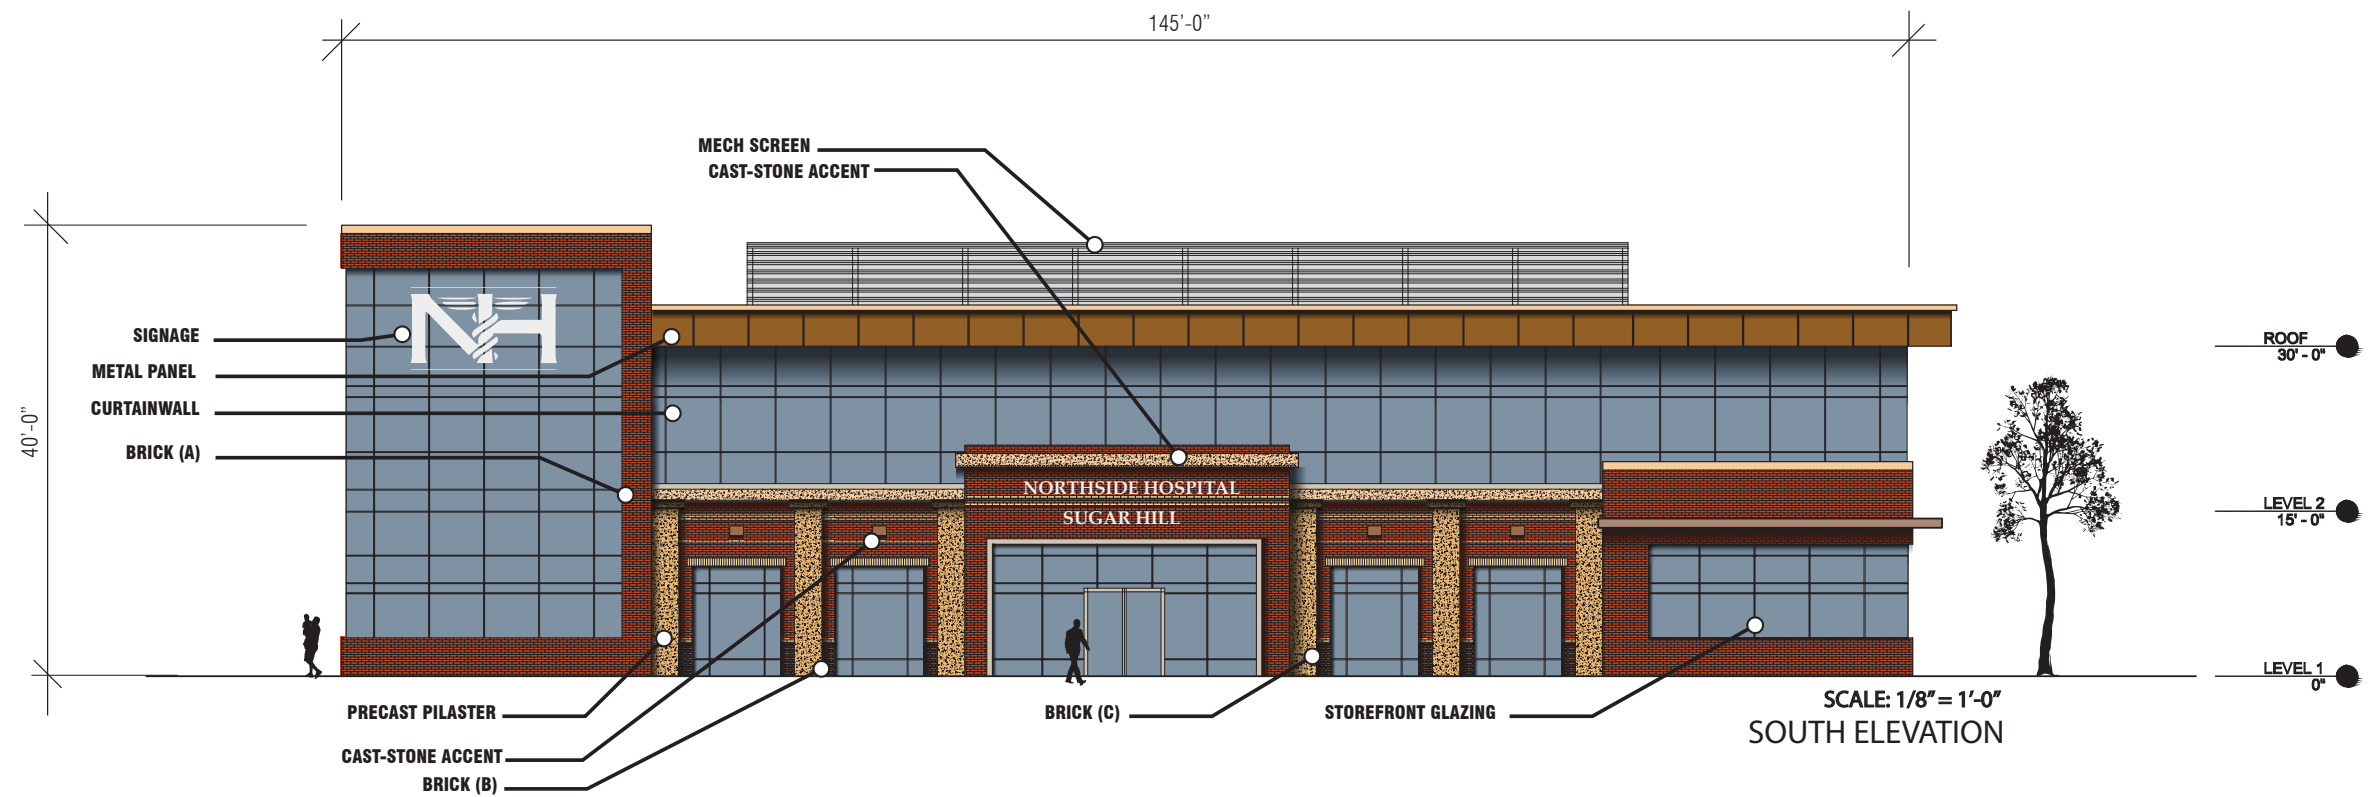 145'-0"
MECH SCREEN
CAST-STONE ACCENT
SIGNAGE
METAL PANEL
CURTAINWALL
BRICK (A)
40'-0"
NH
NORTHSIDE HOSPITAL
SUGAR HILL
ROOF
30' - 0"
LEVEL 2
15' - 0"
LEVEL 1
0"
PRECAST PILASTER
CAST-STONE ACCENT
BRICK (B)
BRICK (C)
STOREFRONT GLAZING
SCALE: 1/8" = 1'-0"
SOUTH ELEVATION